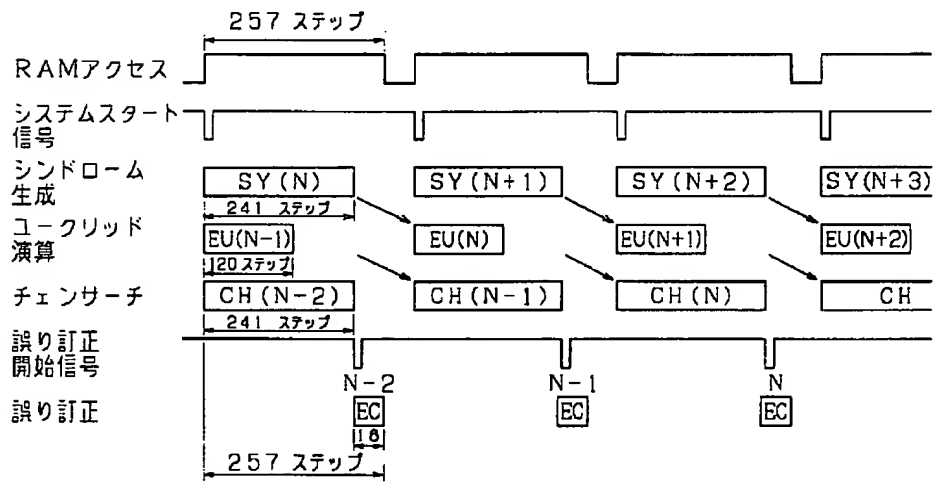 257 ステップ
RAMアクセス
システムスタート
信号
シンドローム
生成
SY(N)
SY(N+1)
SY(N+2)
SY(N+3)
241 ステップ
ユークリッド
演算
EU(N-1)
EU(N)
EU(N+1)
EU(N+2)
120 ステップ
チェンサーチ
CH(N-2)
CH(N-1)
CH(N)
CH
241 ステップ
誤り訂正
開始信号
N-2
N-1
N
誤り訂正
EC
EC
EC
16
257 ステップ